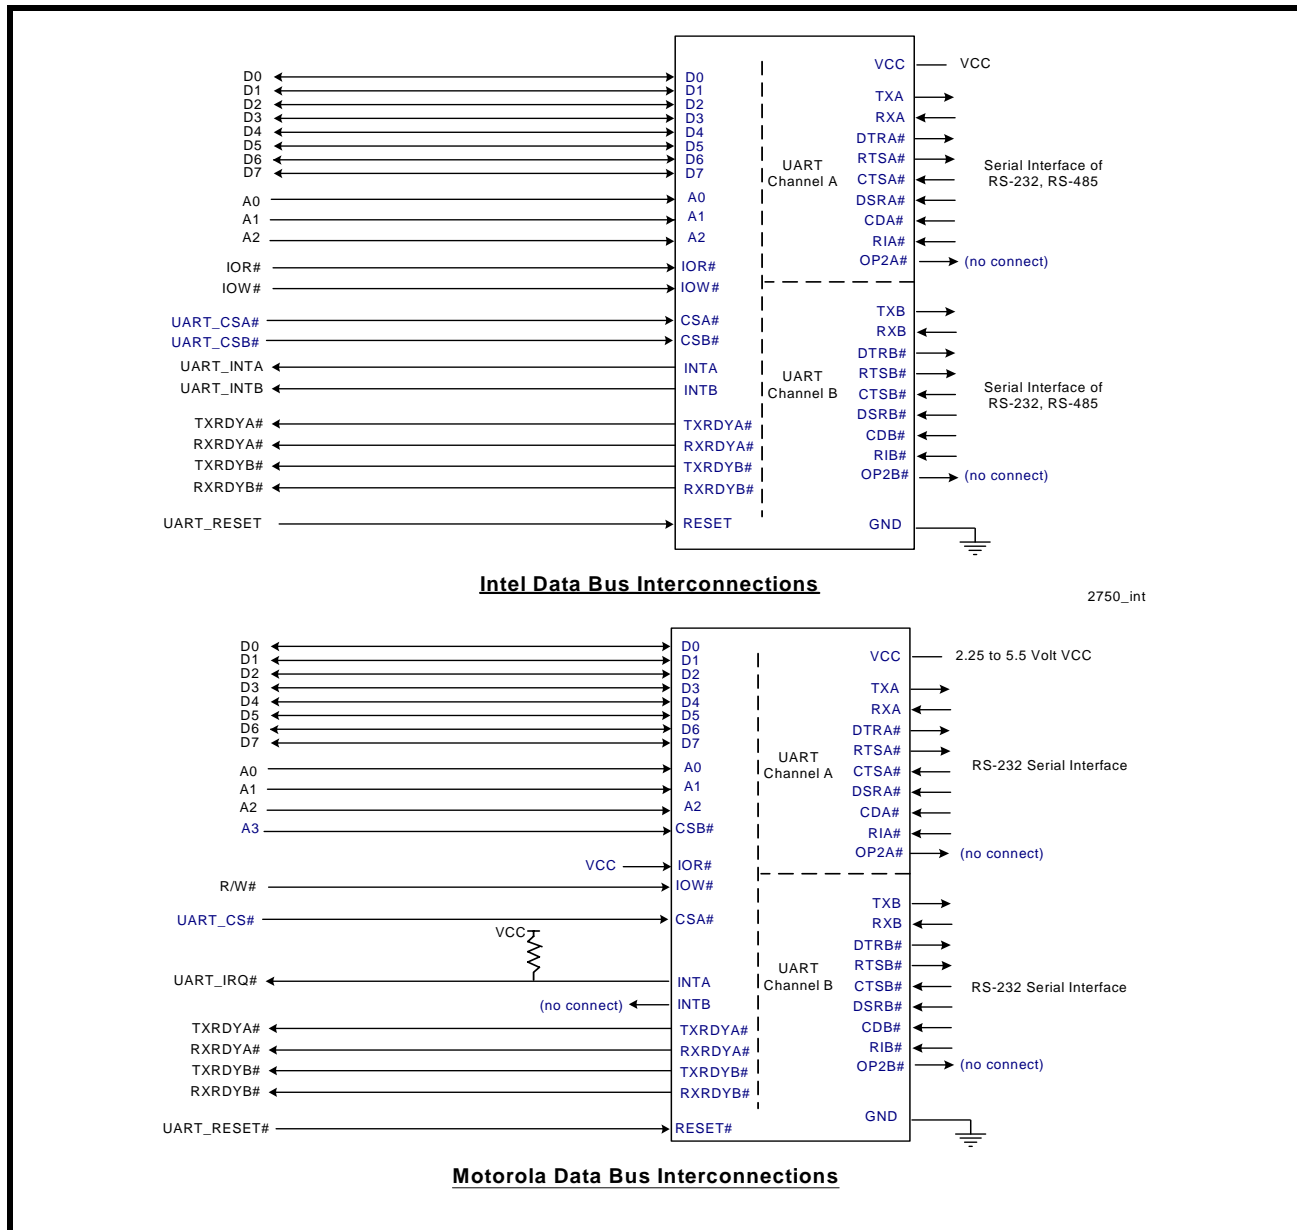 VCC VCC
D0 D0
D1 D1 TXA
D2 D2
D3 D3 RXA
D4 D4 DTRA#
D5 D5
D6 D6 UART RTSA# Serial Interface of
D7 D7 Channel A CTSA# RS-232, RS-485
A0 A0 DSRA#
A1 A1 CDA#
A2 A2 RIA#
IOR# IOR# OP2A# (no connect)
IOW# IOW#
UART_CSA# CSA# TXB
UART_CSB# CSB# RXB
DTRB#
UART_INTA INTA UART RTSB# Serial Interface of
UART_INTB INTB Channel B CTSB# RS-232, RS-485
DSRB#
TXRDYA# TXRDYA#
RXRDYA# RXRDYA# CDB#
TXRDYB# TXRDYB# RIB#
RXRDYB# RXRDYB# OP2B# (no connect)
UART_RESET RESET GND
Intel Data Bus Interconnections
2750_int
D0 D0
D1 D1 VCC 2.25 to 5.5 Volt VCC
D2 D2
D3 D3 TXA
D4 D4 RXA
D5 D5
D6 D6 DTRA#
D7 D7 UART RTSA# RS-232 Serial Interface
A0 A0 Channel A CTSA#
A1 A1 DSRA#
A2 A2 CDA#
A3 CSB# RIA#
VCC IOR# OP2A# (no connect)
R/W# IOW#
TXB
UART_CS# CSA# RXB
VCC
DTRB#
UART RTSB#
UART_IRQ# INTA Channel B CTSB# RS-232 Serial Interface
(no connect) INTB DSRB#
TXRDYA# TXRDYA# CDB#
RXRDYA# RXRDYA# RIB#
TXRDYB# TXRDYB# OP2B# (no connect)
RXRDYB# RXRDYB#
GND
UART_RESET# RESET#
Motorola Data Bus Interconnections